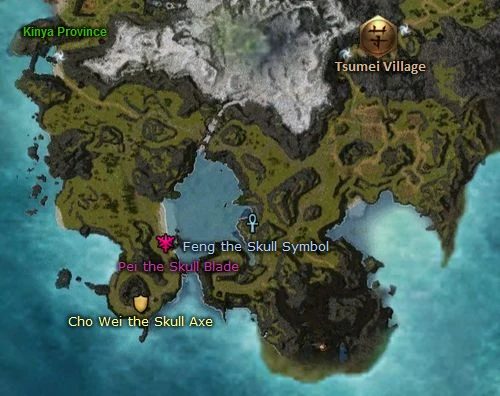 Kinya Province
Tsumei Village
Feng the Skull Symbol
Pei the Skull Blade
Cho Wei the Skull Axe